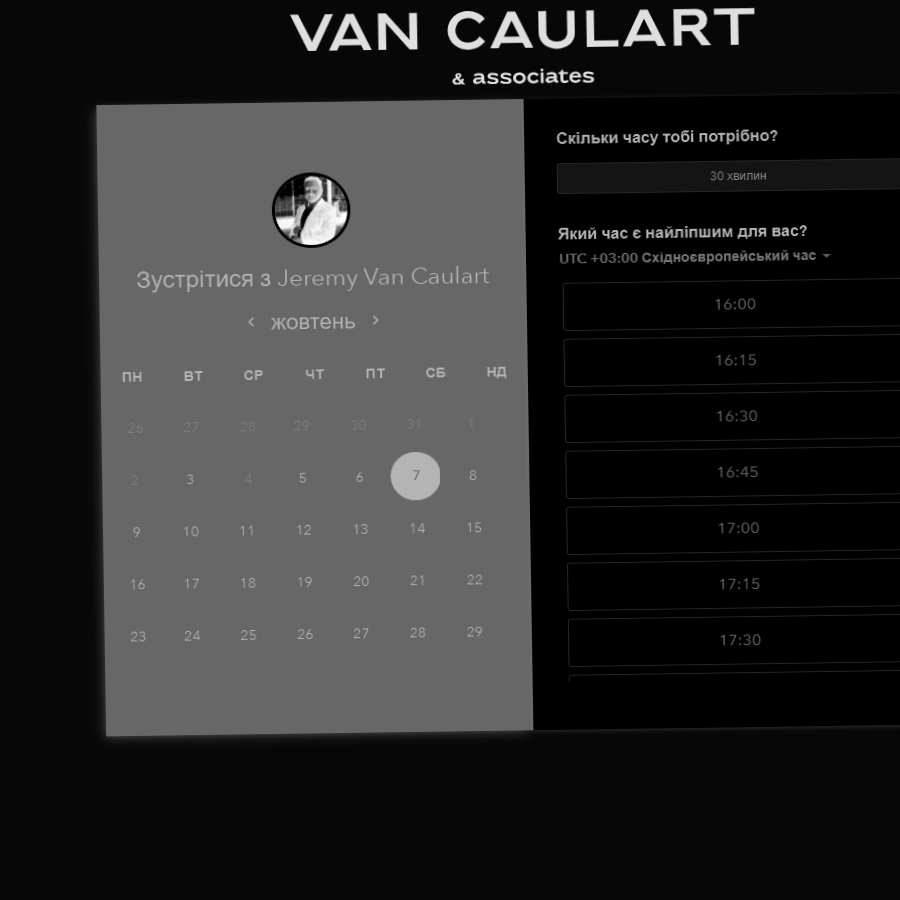 VAN CAULART
& associates
Зустрітися з Jeremy Van Caulart
жовтень
ПН ВТ СР ЧТ ПТ СБ НД
26 27 28 29 30 31 1
2 3 4 5 6 7 8
9 10 11 12 13 14 15
16 17 18 19 20 21 22
23 24 25 26 27 28 29
Скільки часу тобі потрібно?
30 хвилин
Який час є найліпшим для вас?
UTC +03:00 Східноєвропейський час
16:00
16:15
16:30
16:45
17:00
17:15
17:30